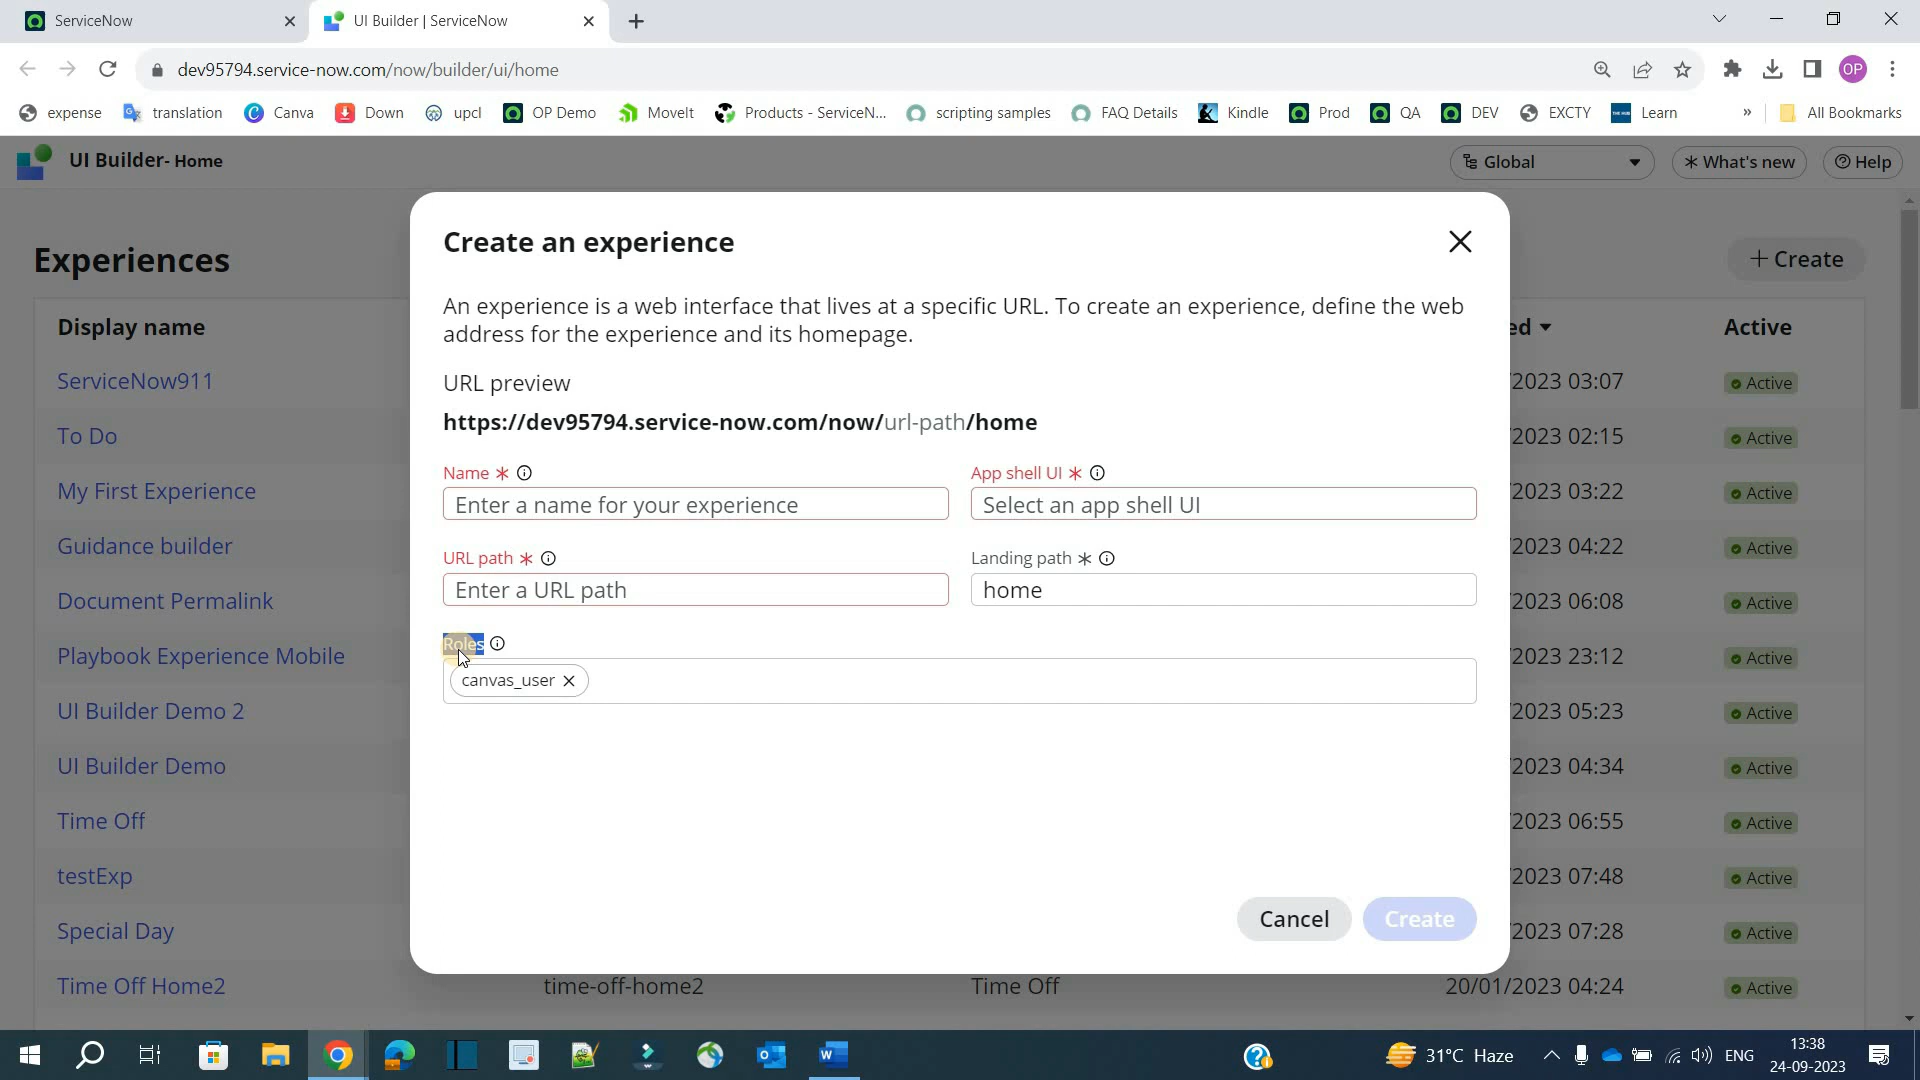 ServiceNow
UI Builder | ServiceNow
dev95794.service-now.com/now/builder/ui/home
OP
expense translation Canva Down upcl OP Demo MoveIt Products - ServiceN... scripting samples FAQ Details Kindle Prod QA DEV EXCTY Learn » All Bookmarks
UI Builder- Home Global What's new Help
Create an experience
An experience is a web interface that lives at a specific URL. To create an experience, define the web
address for the experience and its homepage.
URL preview
https://dev95794.service-now.com/now/url-path/home
Name * App shell UI *
Enter a name for your experience Select an app shell UI
URL path * Landing path *
Enter a URL path home
Roles
canvas_user
Cancel Create
Experiences + Create
Display name ed Active
ServiceNow911 /2023 03:07 Active
To Do /2023 02:15 Active
My First Experience /2023 03:22 Active
Guidance builder /2023 04:22 Active
Document Permalink /2023 06:08 Active
Playbook Experience Mobile /2023 23:12 Active
UI Builder Demo 2 /2023 05:23 Active
UI Builder Demo /2023 04:34 Active
Time Off /2023 06:55 Active
testExp /2023 07:48 Active
Special Day /2023 07:28 Active
Time Off Home2 time-off-home2 Time Off 20/01/2023 04:24 Active
31°C Haze ENG 13:38
24-09-2023